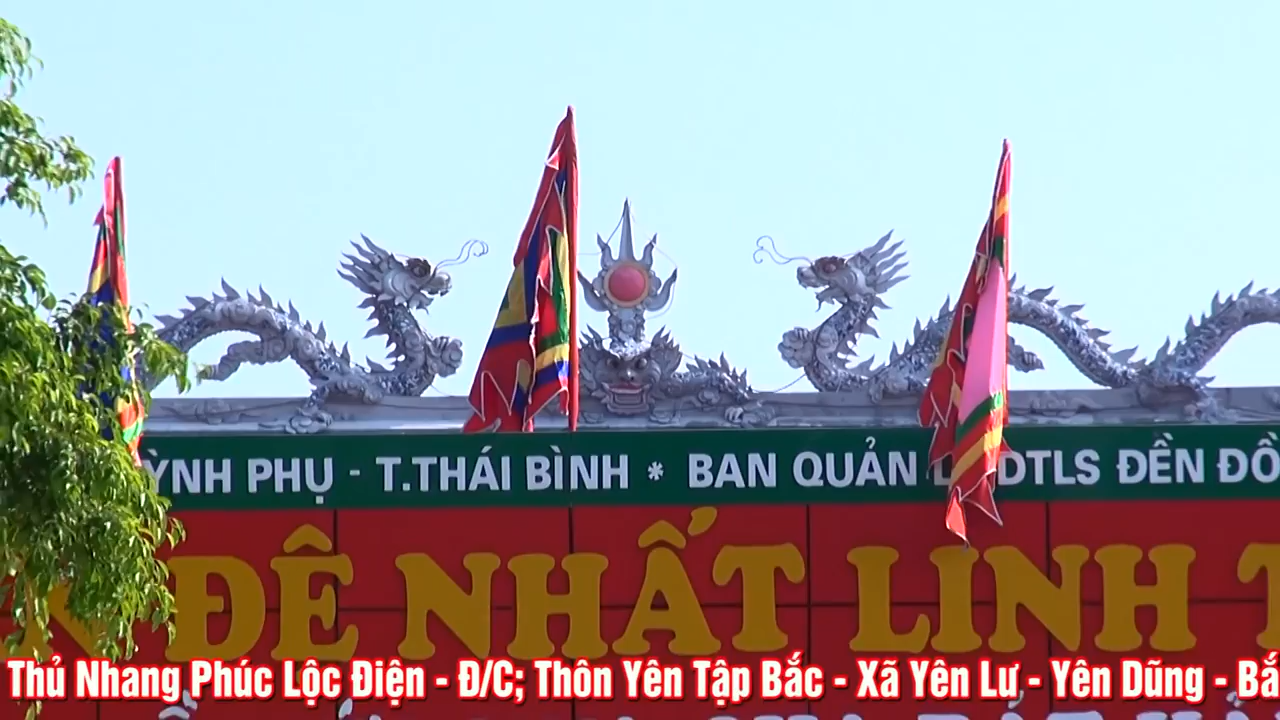 ỲNH PHỤ - T.THÁI BÌNH * BAN QUẢN DTLS ĐỀN ĐỒ
ĐÊ NHẤT LINH T
Thủ Nhang Phúc Lộc Điện - Đ/C; Thôn Yên Tập Bắc - Xã Yên Lư - Yên Dũng - Bắ